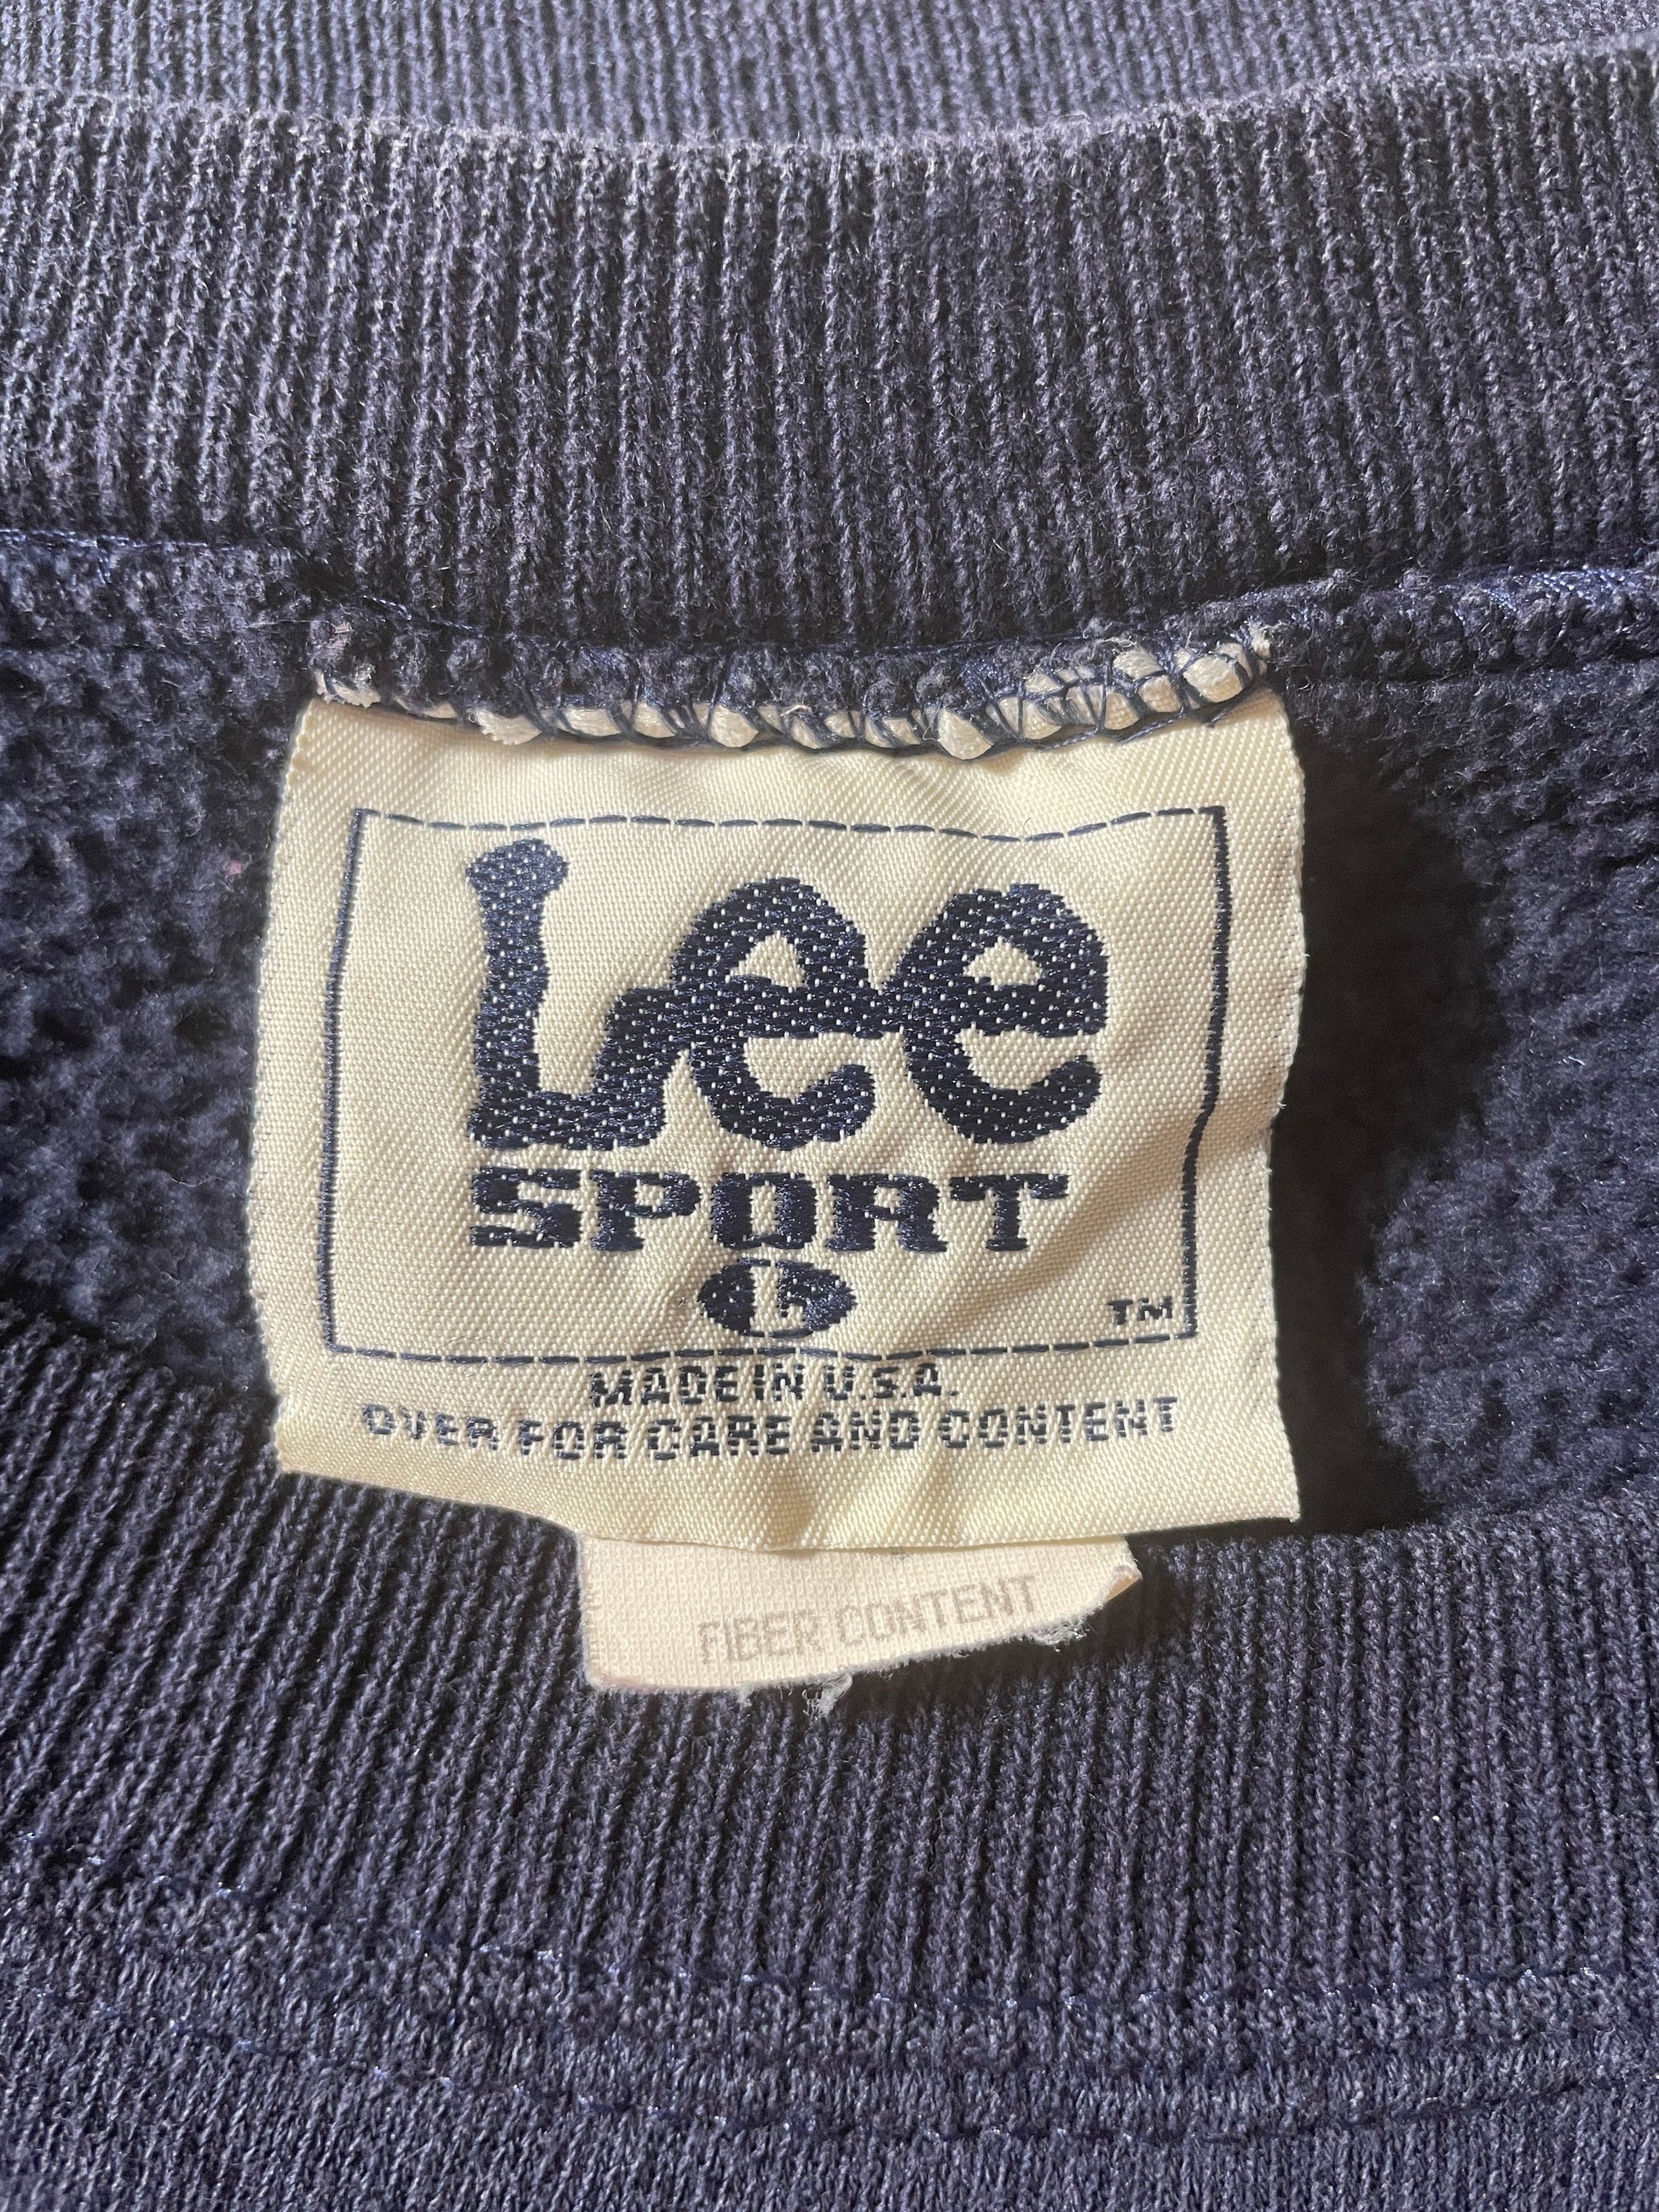 Lee
SPORT
L
TM
MADE IN U.S.A.
OVER FOR CARE AND CONTENT
FIBER CONTENT